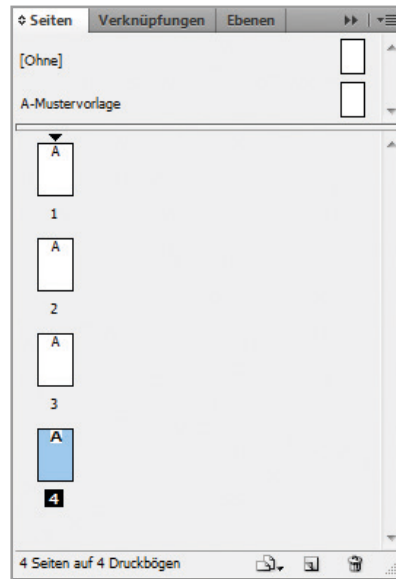 Seiten Verknüpfungen Ebenen
[Ohne]
A-Mustervorlage
A
1
A
2
A
3
A
4
4 Seiten auf 4 Druckbögen